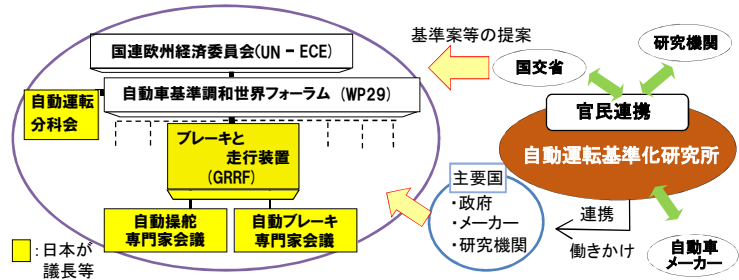 国連欧州経済委員会(UN－ECE)
自動車基準調和世界フォーラム (WP29)
自動運転
分科会
ブレーキと
走行装置
(GRRF)
自動操舵
専門家会議
自動ブレーキ
専門家会議
:日本が
議長等
基準案等の提案
国交省
研究機関
官民連携
自動運転基準化研究所
主要国
・政府
・メーカー
・研究機関
連携
働きかけ
自動車
メーカー